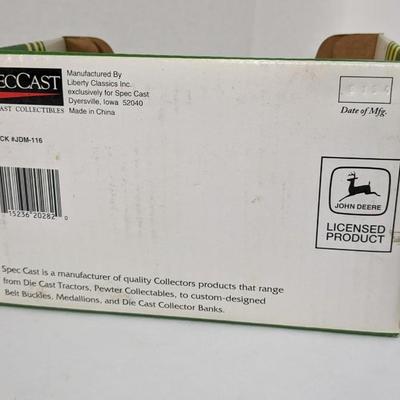 ECCAST
AST COLLECTIBLES
Manufactured By
Liberty Classics Inc.
exclusively for Spec Cast
Dyersville, Iowa 52040
Made in China
CK #JDM-116
15236 20282 0
Date of Mfg.
JOHN DEERE
LICENSED
PRODUCT
Spec Cast is a manufacturer of quality Collectors products that range
from Die Cast Tractors, Pewter Collectables, to custom-designed
Belt Buckles, Medallions, and Die Cast Collector Banks.